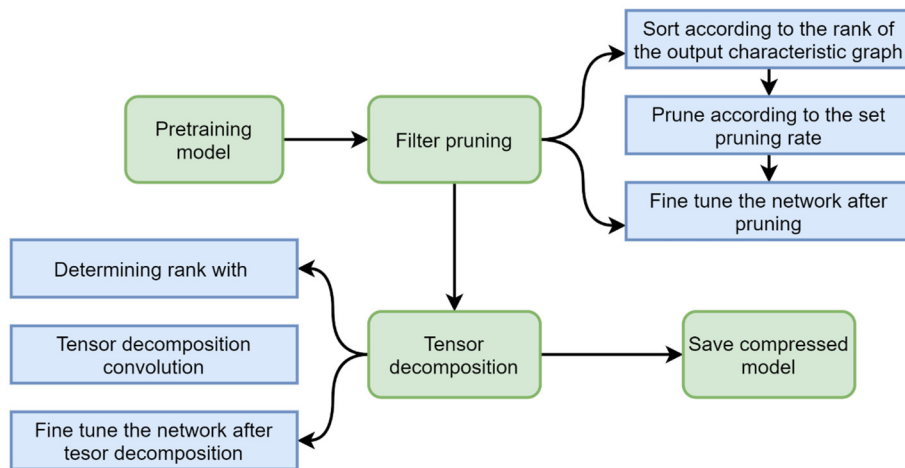 Sort according to the rank of
the output characteristic graph
Pretraining
model
Filter pruning
Prune according to the set
pruning rate
Fine tune the network after
pruning
Determining rank with
Tensor decomposition
convolution
Tensor
decomposition
Save compressed
model
Fine tune the network after
tesor decomposition